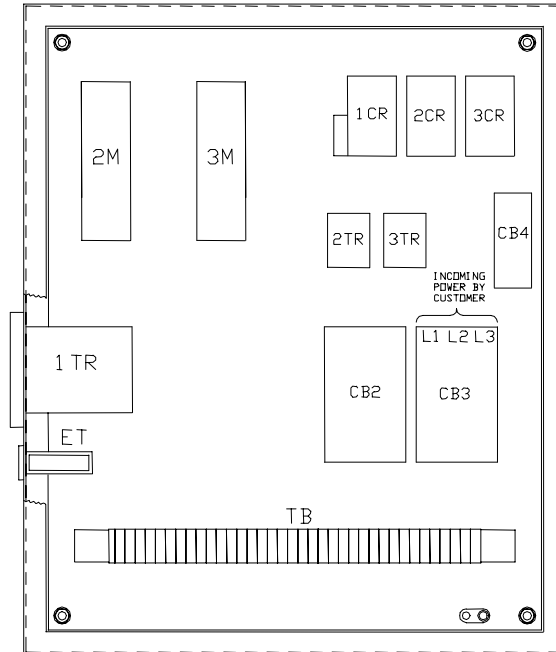 1CR 2CR 3CR
2M 3M
2TR 3TR CB4
INCOMING
POWER BY
CUSTOMER
L1 L2 L3
1TR
CB2 CB3
ET
TB